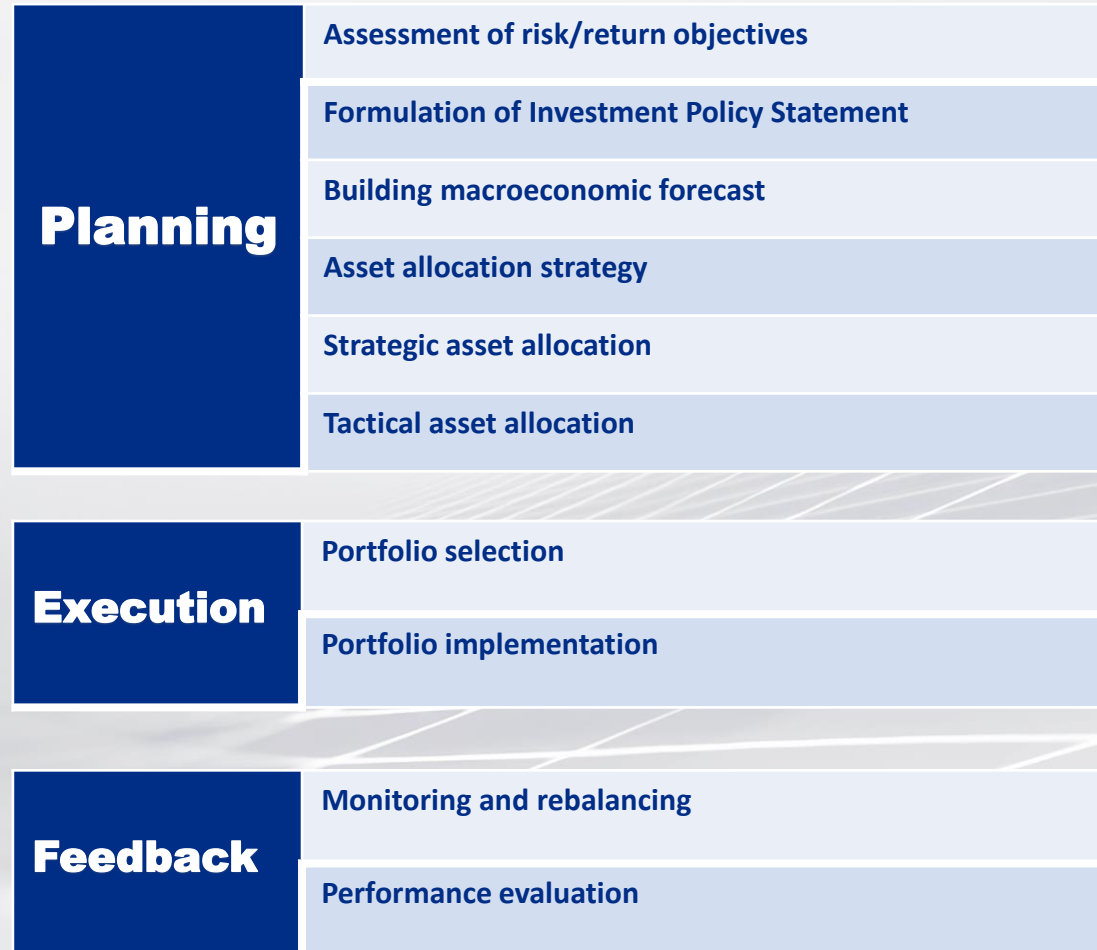 Planning
Assessment of risk/return objectives
Formulation of Investment Policy Statement
Building macroeconomic forecast
Asset allocation strategy
Strategic asset allocation
Tactical asset allocation
Execution
Portfolio selection
Portfolio implementation
Feedback
Monitoring and rebalancing
Performance evaluation